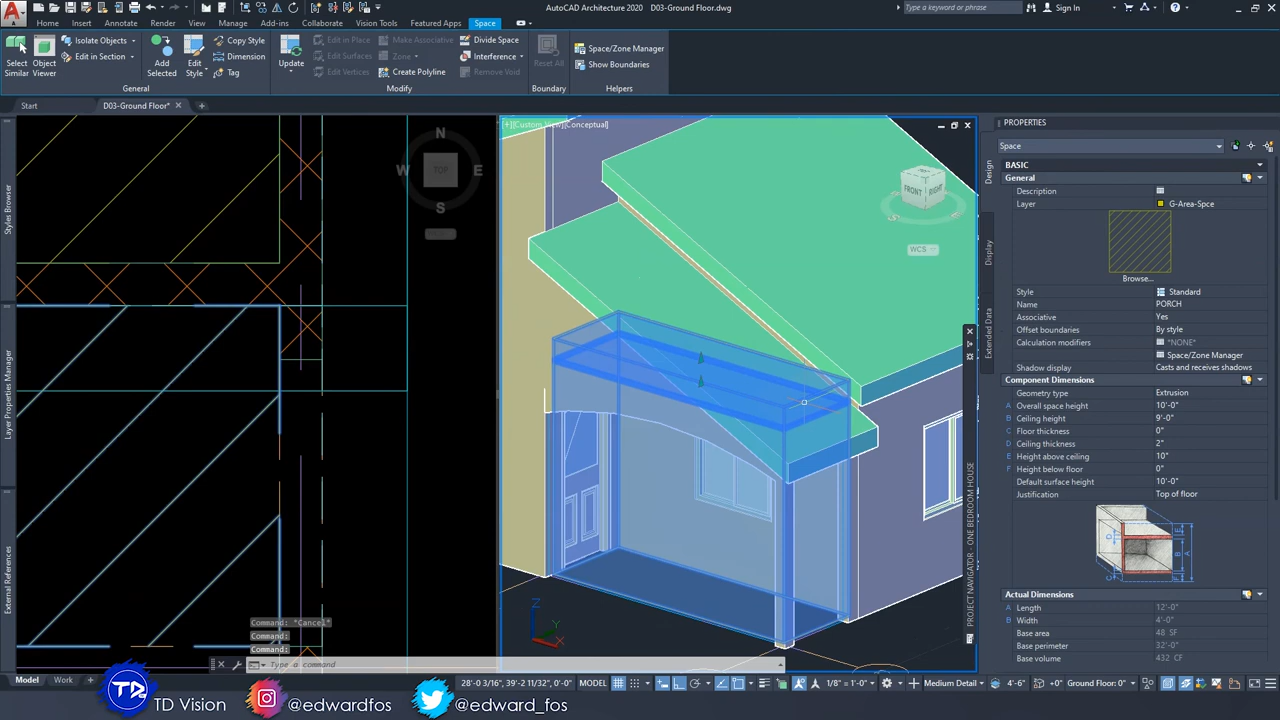 AutoCAD Architecture 2020 D03-Ground Floor.dwg
Type a keyword or phrase
Sign In
Home Insert Annotate Render View Manage Add-ins Collaborate Vision Tools Featured Apps Space
Select Similar
Object Viewer
Isolate Objects
Edit in Section
Add Selected
Edit Style
Copy Style
Dimension
Tag
General
Update
Edit in Place
Edit Surfaces
Edit Vertices
Make Associative
Zone
Create Polyline
Divide Space
Interference
Remove Void
Modify
Reset All
Boundary
Space/Zone Manager
Show Boundaries
Helpers
Start
D03-Ground Floor*
Styles Browser
Layer Properties Manager
External References
N
W TOP E
S
[+][Custom View][Conceptual]
FRONT RIGHT
WCS
Z
Y
X
PROJECT NAVIGATOR - ONE BEDROOM HOUSE
Design
Display
Extended Data
PROPERTIES
Space
BASIC
General
Description
Layer G-Area-Spce
Browse...
Style Standard
Name PORCH
Associative Yes
Offset boundaries By style
Calculation modifiers *NONE*
Space/Zone Manager
Shadow display Casts and receives shadows
Component Dimensions
Geometry type Extrusion
A Overall space height 10'-0"
B Ceiling height 9'-0"
C Floor thickness 0"
D Ceiling thickness 2"
E Height above ceiling 10"
F Height below floor 0"
Default surface height 10'-0"
Justification Top of floor
Actual Dimensions
Length 12'-0"
Width 4'-0"
Base area 48 SF
Base perimeter 32'-0"
Base volume 432 CF
Command: *Cancel*
Command:
Command:
Type a command
Model Work
28'-0 3/16", 39'-2 11/32", 0'-0" MODEL
1/8" = 1'-0"
Medium Detail
4'-6"
+0"
Ground Floor: 0"
TD Vision
@edwardfos
@edward_fos